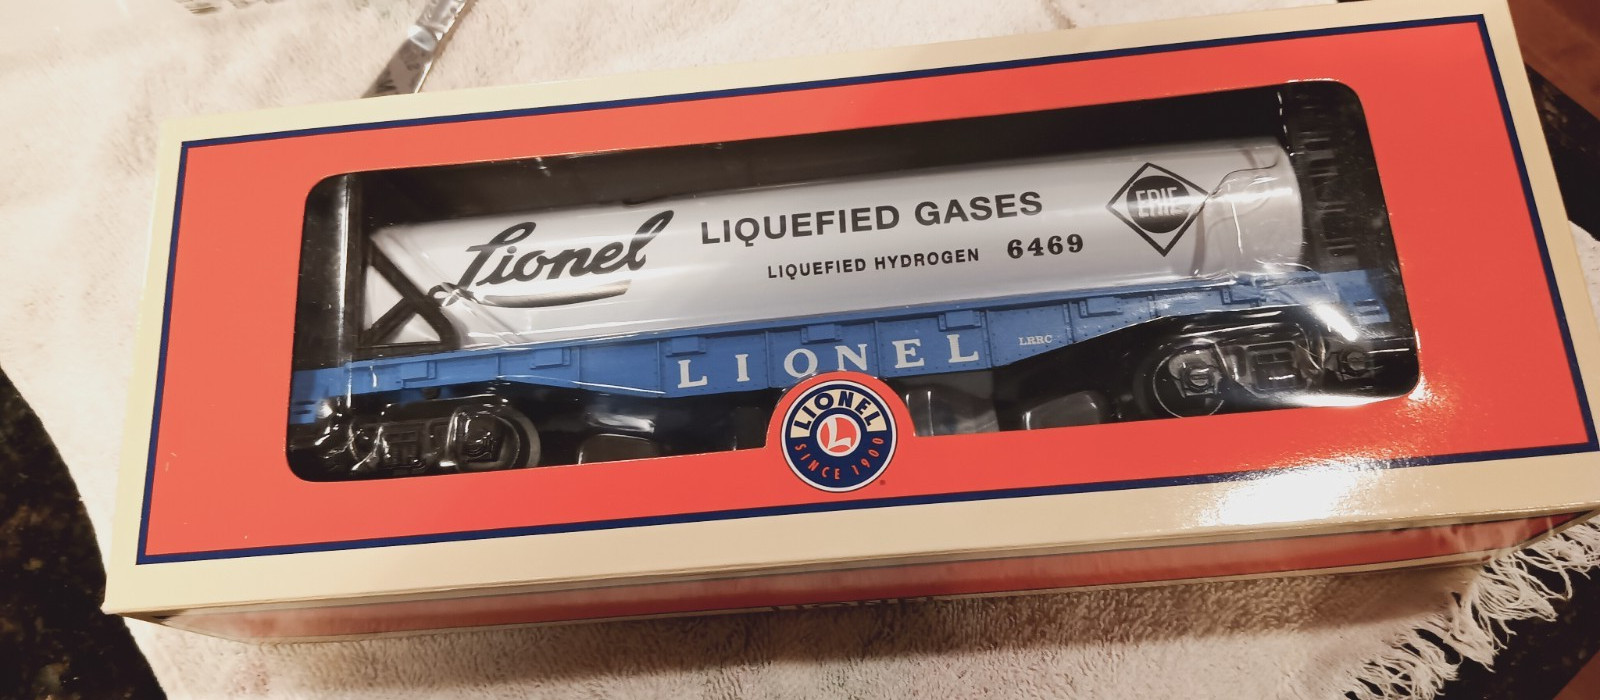 Lionel
LIQUEFIED GASES
LIQUEFIED HYDROGEN 6469
ERIE
LIONEL
LRRC
LIONEL
L
SINCE 1900